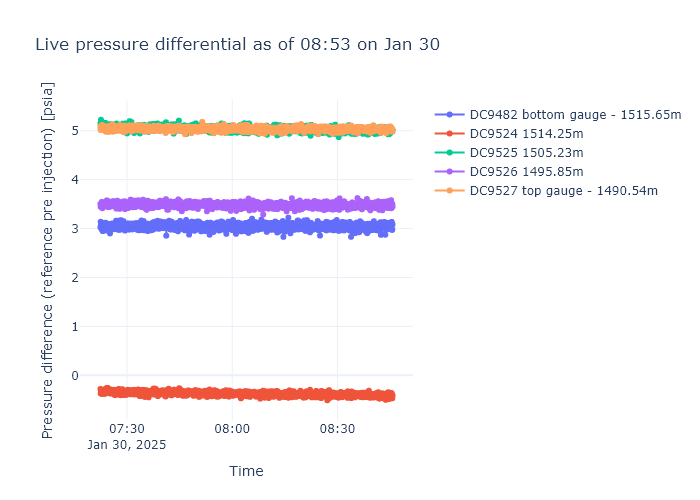 Live pressure differential as of 08:53 on Jan 30
Pressure difference (reference pre injection) [psia]
5
4
3
2
1
0
07:30
Jan 30, 2025
08:00
08:30
Time
DC9482 bottom gauge - 1515.65m
DC9524 1514.25m
DC9525 1505.23m
DC9526 1495.85m
DC9527 top gauge - 1490.54m